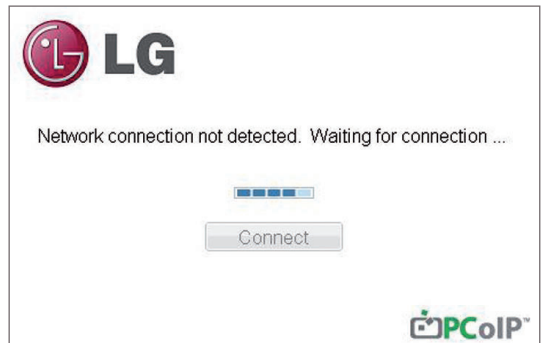 LG
Network connection not detected. Waiting for connection ...
Connect
PCoIP™